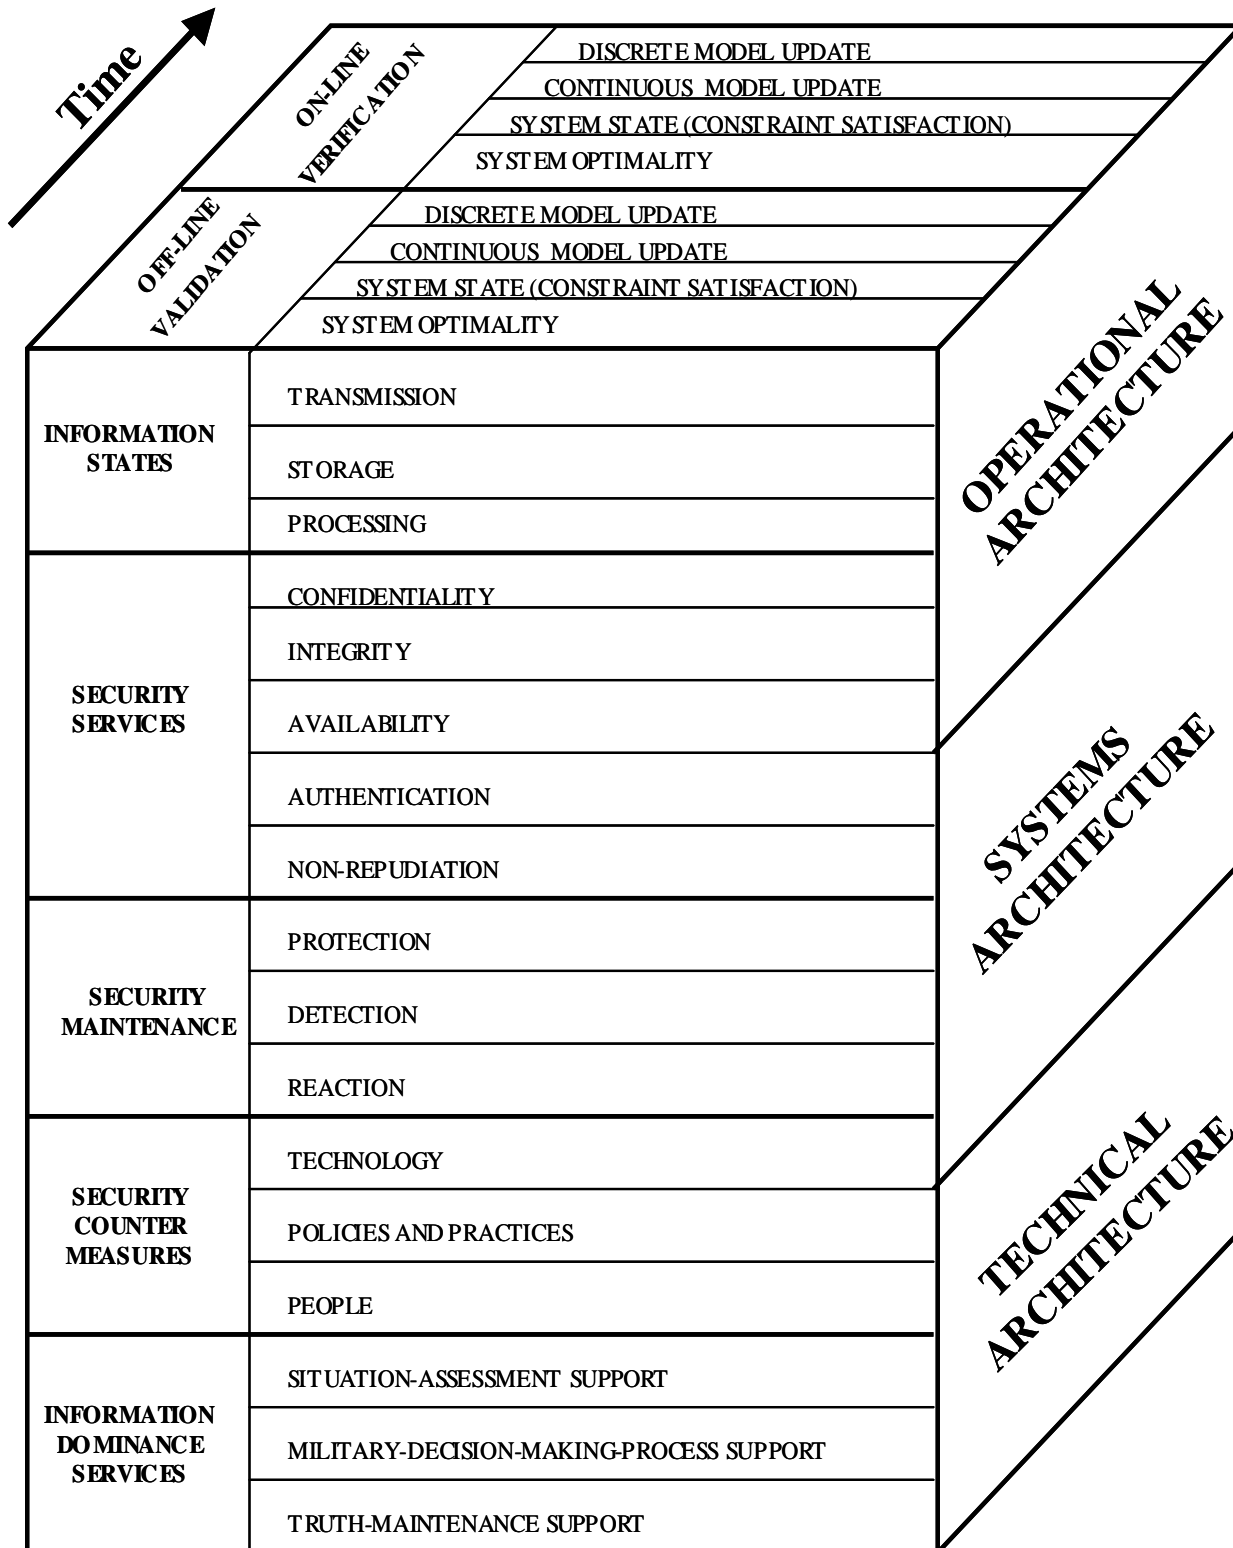 Time
ON-LINE
VERIFICATION
DISCRETE MODEL UPDATE
CONTINUOUS MODEL UPDATE
SYSTEM STATE (CONSTRAINT SATISFACTION)
SYSTEM OPTIMALITY
OFF-LINE
VALIDATION
DISCRETE MODEL UPDATE
CONTINUOUS MODEL UPDATE
SYSTEM STATE (CONSTRAINT SATISFACTION)
SYSTEM OPTIMALITY
INFORMATION
STATES
TRANSMISSION
STORAGE
PROCESSING
SECURITY
SERVICES
CONFIDENTIALITY
INTEGRITY
AVAILABILITY
AUTHENTICATION
NON-REPUDIATION
SECURITY
MAINTENANCE
PROTECTION
DETECTION
REACTION
SECURITY
COUNTER
MEASURES
TECHNOLOGY
POLICIES AND PRACTICES
PEOPLE
INFORMATION
DOMINANCE
SERVICES
SITUATION-ASSESSMENT SUPPORT
MILITARY-DECISION-MAKING-PROCESS SUPPORT
TRUTH-MAINTENANCE SUPPORT
OPERATIONAL
ARCHITECTURE
SYSTEMS
ARCHITECTURE
TECHNICAL
ARCHITECTURE